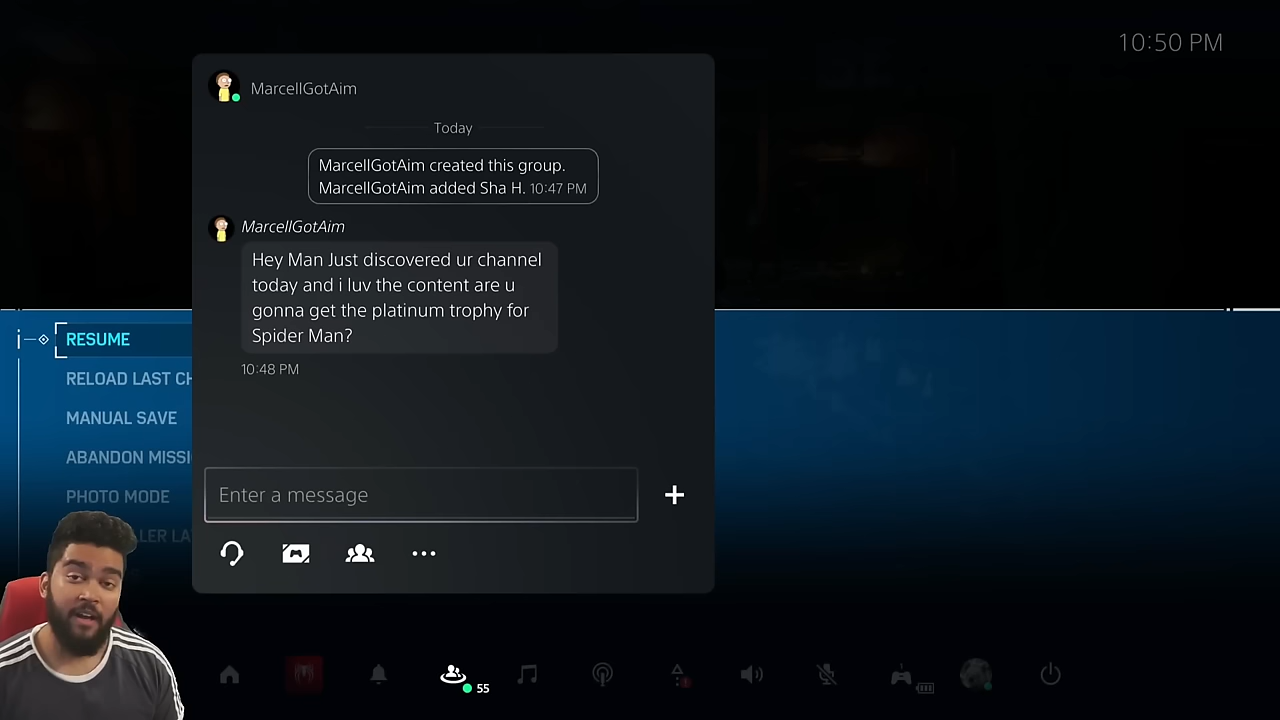 10:50 PM
MarcellGotAim
Today
MarcellGotAim created this group.
MarcellGotAim added Sha H. 10:47 PM
MarcellGotAim
Hey Man Just discovered ur channel
today and i luv the content are u
gonna get the platinum trophy for
Spider Man?
10:48 PM
RESUME
RELOAD LAST CH
MANUAL SAVE
ABANDON MISSI
PHOTO MODE
LER LA
Enter a message
55